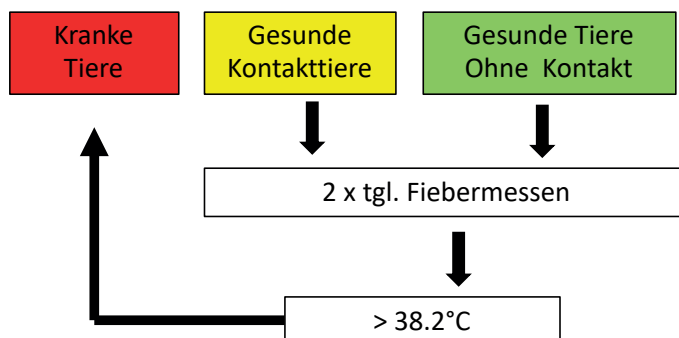 Kranke
Tiere
Gesunde
Kontakttiere
Gesunde Tiere
Ohne Kontakt
2 x tgl. Fiebermessen
> 38.2°C